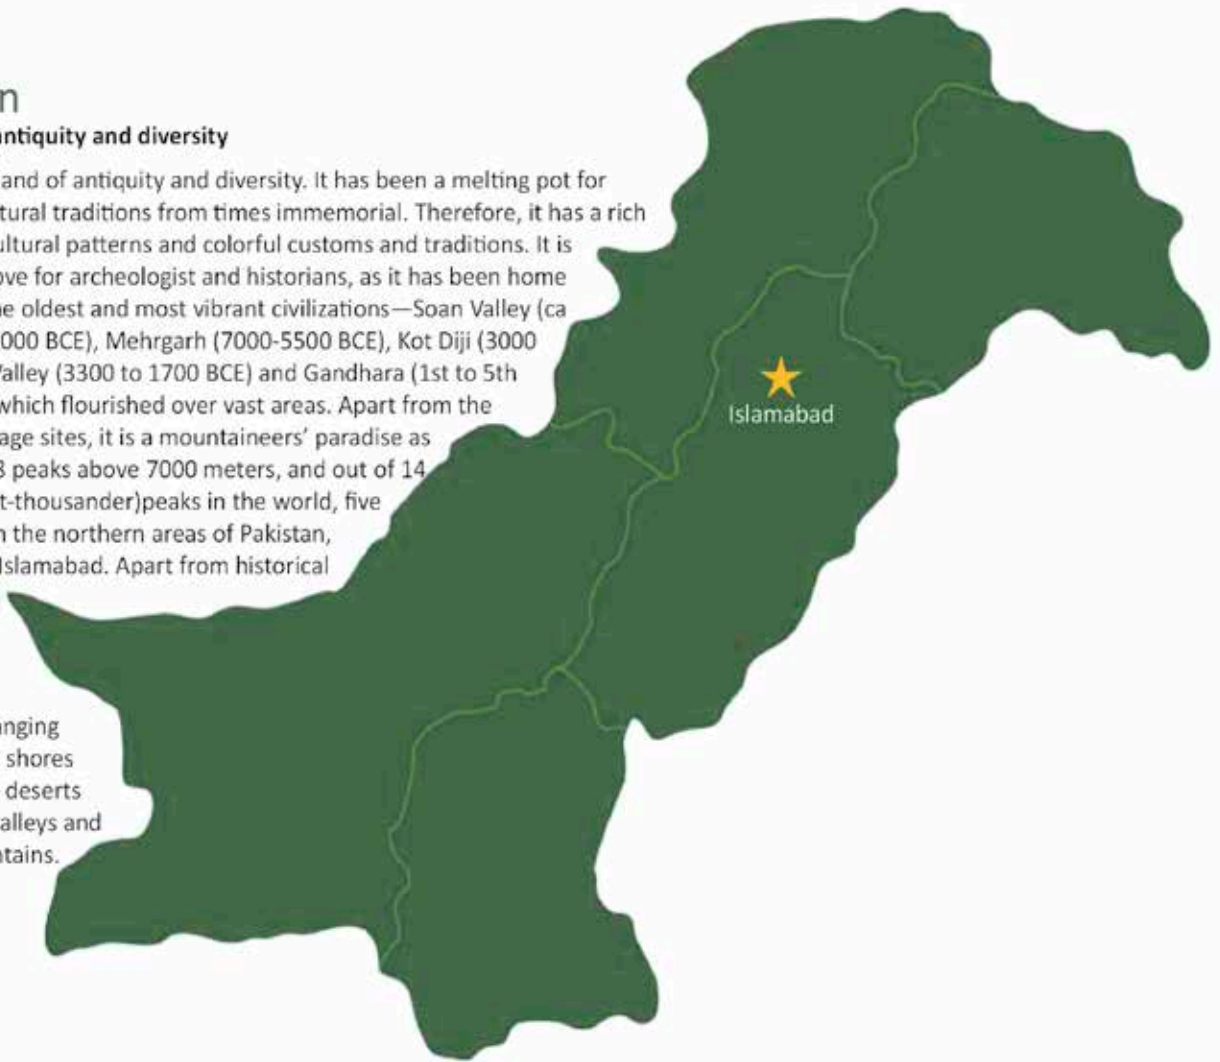 n
antiquity and diversity
and of antiquity and diversity. It has been a melting pot for
tural traditions from times immemorial. Therefore, it has a rich
ultural patterns and colorful customs and traditions. It is
ove for archeologist and historians, as it has been home
e oldest and most vibrant civilizations—Soan Valley (ca
000 BCE), Mehrgarh (7000-5500 BCE), Kot Diji (3000
alley (3300 to 1700 BCE) and Gandhara (1st to 5th
which flourished over vast areas. Apart from the
age sites, it is a mountaineers’ paradise as
8 peaks above 7000 meters, and out of 14
t-thousander)peaks in the world, five
n the northern areas of Pakistan,
Islamabad. Apart from historical
anging
shores
deserts
alleys and
ntains.
Islamabad